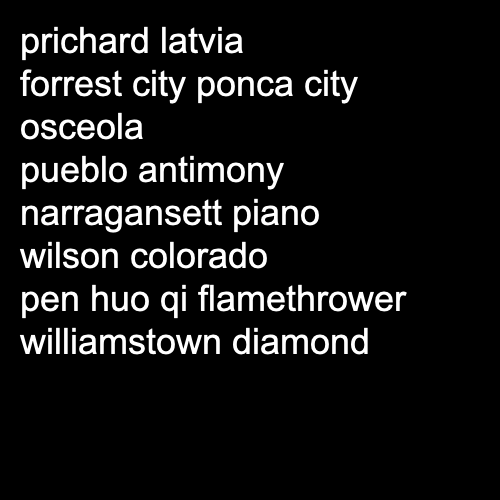 prichard latvia
forrest city ponca city
osceola
pueblo antimony
narragansett piano
wilson colorado
pen huo qi flamethrower
williamstown diamond